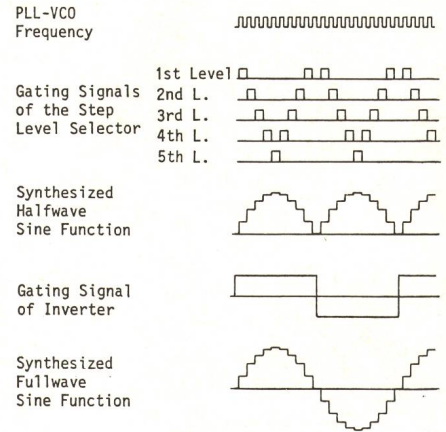 PLL-VCO
Frequency
1st Level
Gating Signals
of the Step
Level Selector
2nd L.
3rd L.
4th L.
5th L.
Synthesized
Halfwave
Sine Function
Gating Signal
of Inverter
Synthesized
Fullwave
Sine Function